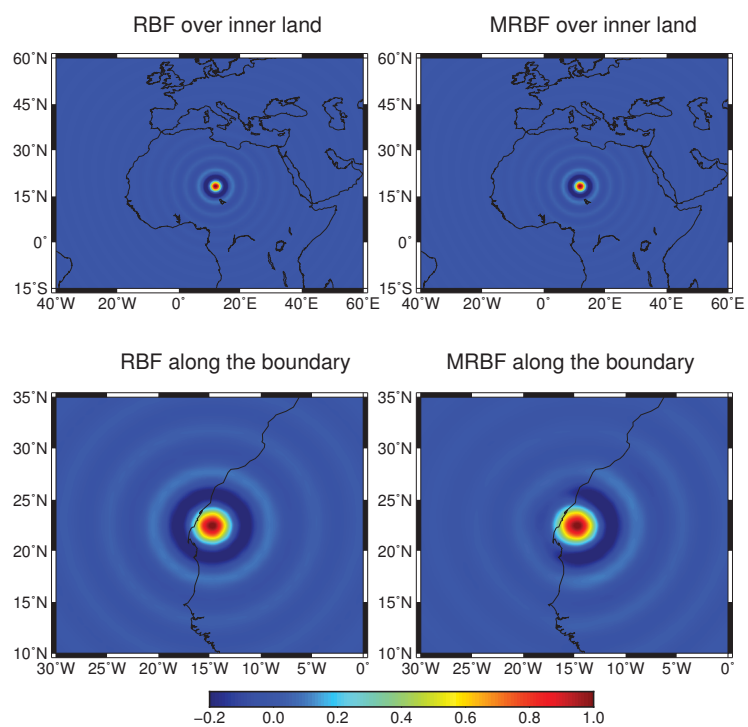 RBF over inner land
MRBF over inner land
60˚N
45˚N
30˚N
15˚N
0˚
15˚S
40˚W 20˚W 0˚ 20˚E 40˚E 60˚E
60˚N
45˚N
30˚N
15˚N
0˚
15˚S
40˚W 20˚W 0˚ 20˚E 40˚E 60˚E
RBF along the boundary
MRBF along the boundary
35˚N
30˚N
25˚N
20˚N
15˚N
10˚N
30˚W 25˚W 20˚W 15˚W 10˚W 5˚W 0˚
35˚N
30˚N
25˚N
20˚N
15˚N
10˚N
30˚W 25˚W 20˚W 15˚W 10˚W 5˚W 0˚
−0.2 0.0 0.2 0.4 0.6 0.8 1.0